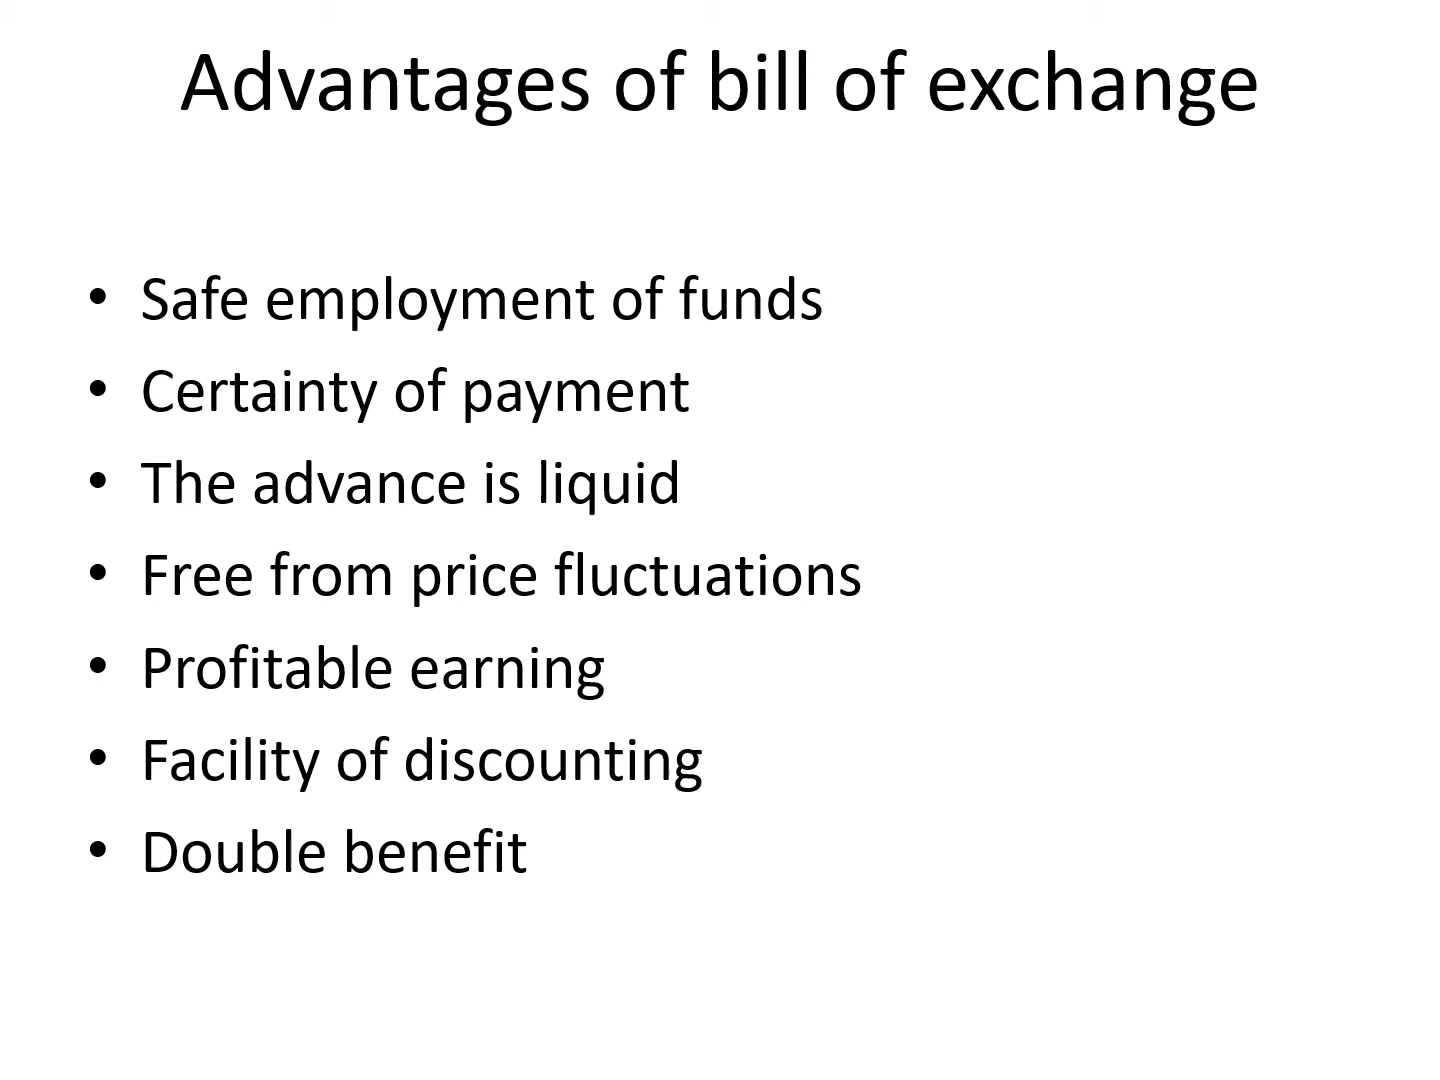 Advantages of bill of exchange
• Safe employment of funds
• Certainty of payment
• The advance is liquid
• Free from price fluctuations
• Profitable earning
• Facility of discounting
• Double benefit